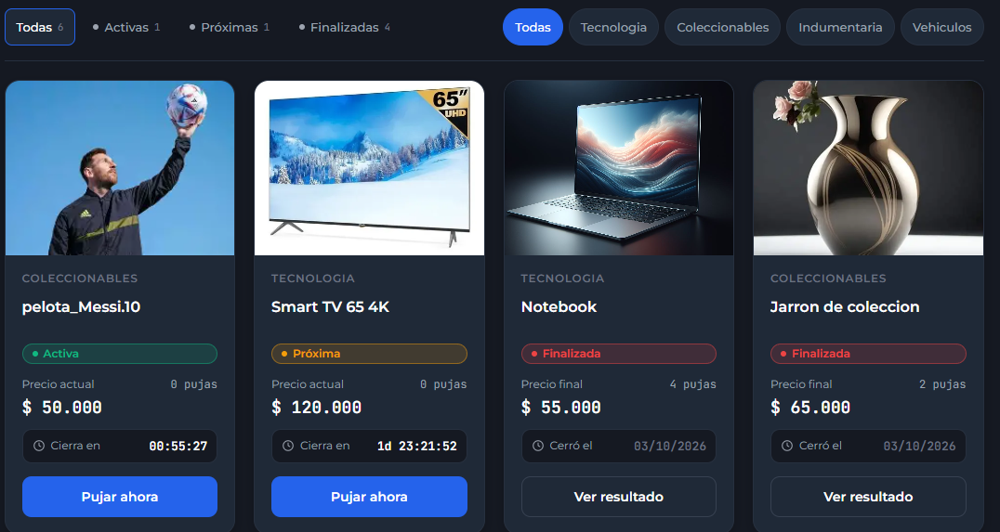 Todas 6 Activas 1 Próximas 1 Finalizadas 4 Todas Tecnologia Coleccionables Indumentaria Vehiculos
65”
UHD
COLECCIONABLES
pelota_Messi.10
Activa
Precio actual 0 pujas
$ 50.000
Cierra en 00:55:27
Pujar ahora
TECNOLOGIA
Smart TV 65 4K
Próxima
Precio actual 0 pujas
$ 120.000
Cierra en 1d 23:21:52
Pujar ahora
TECNOLOGIA
Notebook
Finalizada
Precio final 4 pujas
$ 55.000
Cerró el 03/10/2026
Ver resultado
COLECCIONABLES
Jarron de coleccion
Finalizada
Precio final 2 pujas
$ 65.000
Cerró el 03/10/2026
Ver resultado